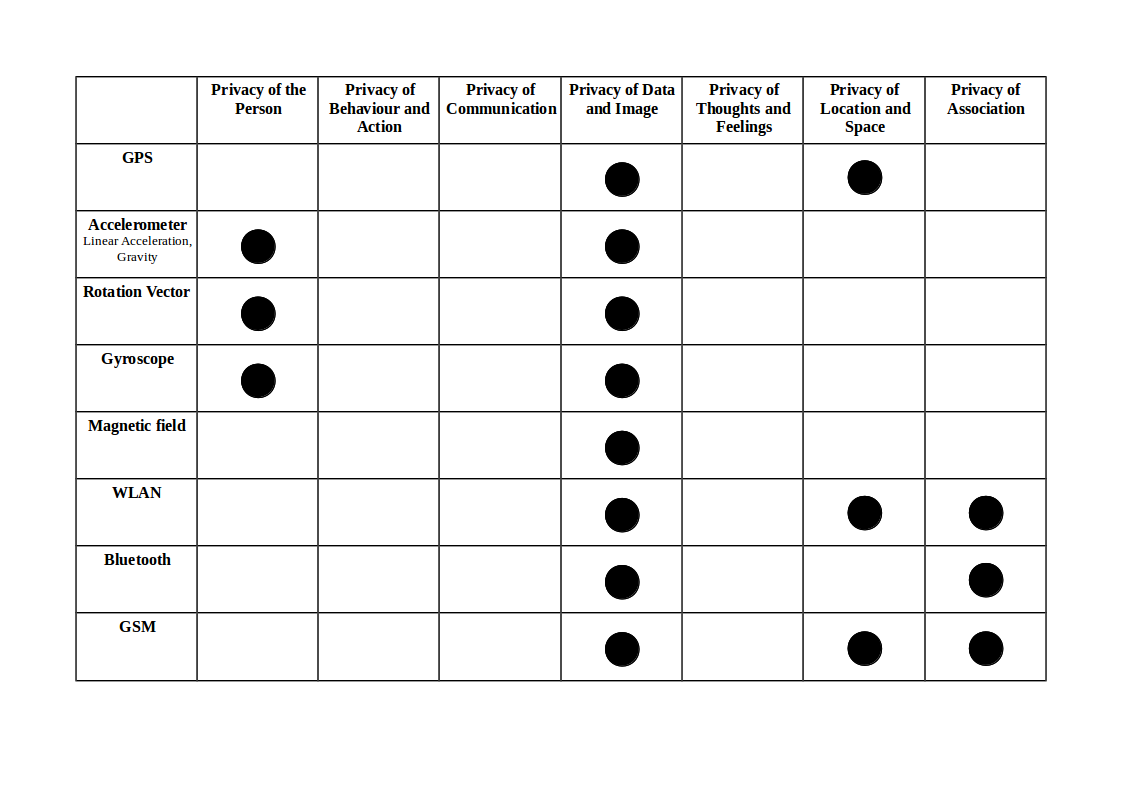 Privacy of the
Person
Privacy of
Behaviour and
Action
Privacy of
Communication
Privacy of Data
and Image
Privacy of
Thoughts and
Feelings
Privacy of
Location and
Space
Privacy of
Association
GPS
Accelerometer
Linear Acceleration,
Gravity
Rotation Vector
Gyroscope
Magnetic field
WLAN
Bluetooth
GSM